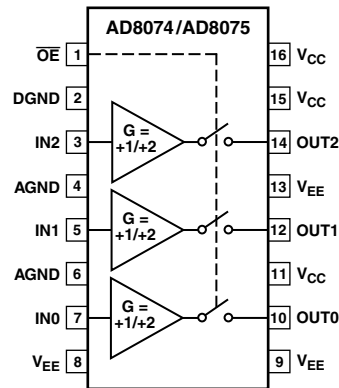 AD8074/AD8075
OE 1 16 VCC
DGND 2 15 VCC
G =
+1/+2
IN2 3 14 OUT2
AGND 4 13 VEE
G =
+1/+2
IN1 5 12 OUT1
AGND 6 11 VCC
G =
+1/+2
IN0 7 10 OUT0
VEE 8 9 VEE